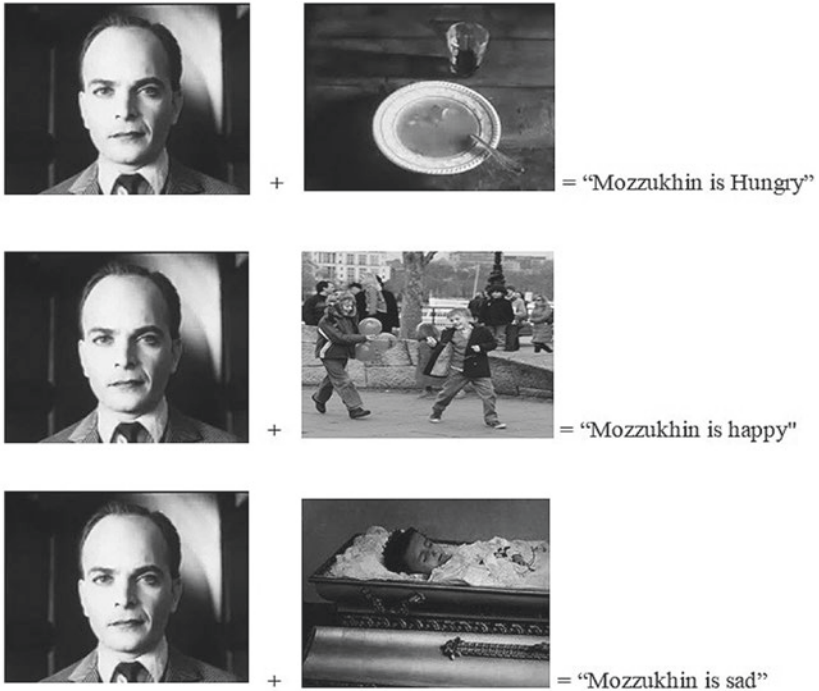 + = “Mozzukhin is Hungry”
+ = “Mozzukhin is happy"
+ = “Mozzukhin is sad”